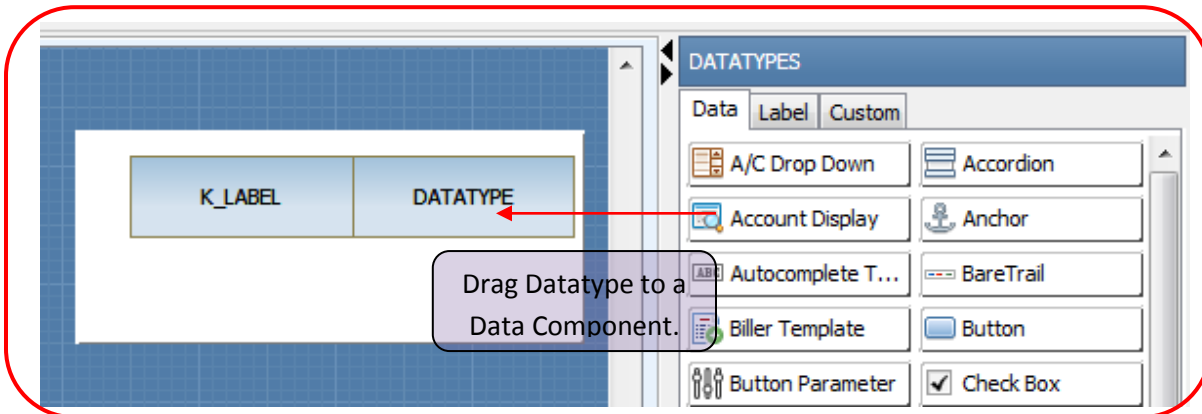 DATATYPES
Data Label Custom
A/C Drop Down Accordion
K_LABEL DATATYPE
Account Display Anchor
Drag Datatype to a
Data Component.
ABE Autocomplete T... BareTrail
Biller Template Button
Button Parameter Check Box